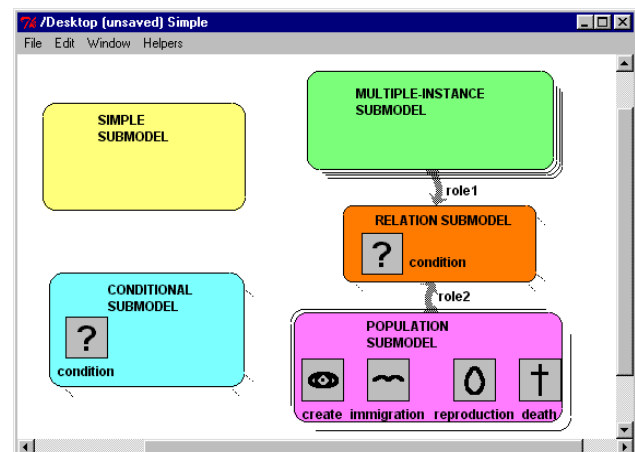 /Desktop (unsaved) Simple
File Edit Window Helpers
SIMPLE
SUBMODEL
MULTIPLE-INSTANCE
SUBMODEL
role1
RELATION SUBMODEL
?
condition
role2
CONDITIONAL
SUBMODEL
?
condition
POPULATION
SUBMODEL
create immigration reproduction death